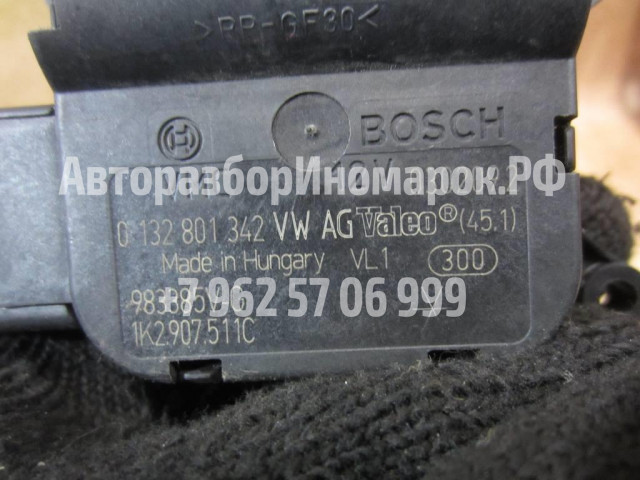 >PP-GF30<
BOSCH
12V
АвторазборИномарок.РФ
0 132 801 342 VW AG Valeo® (45.1)
Made in Hungary VL1 300
+7 962 57 06 999
1K2.907.511C